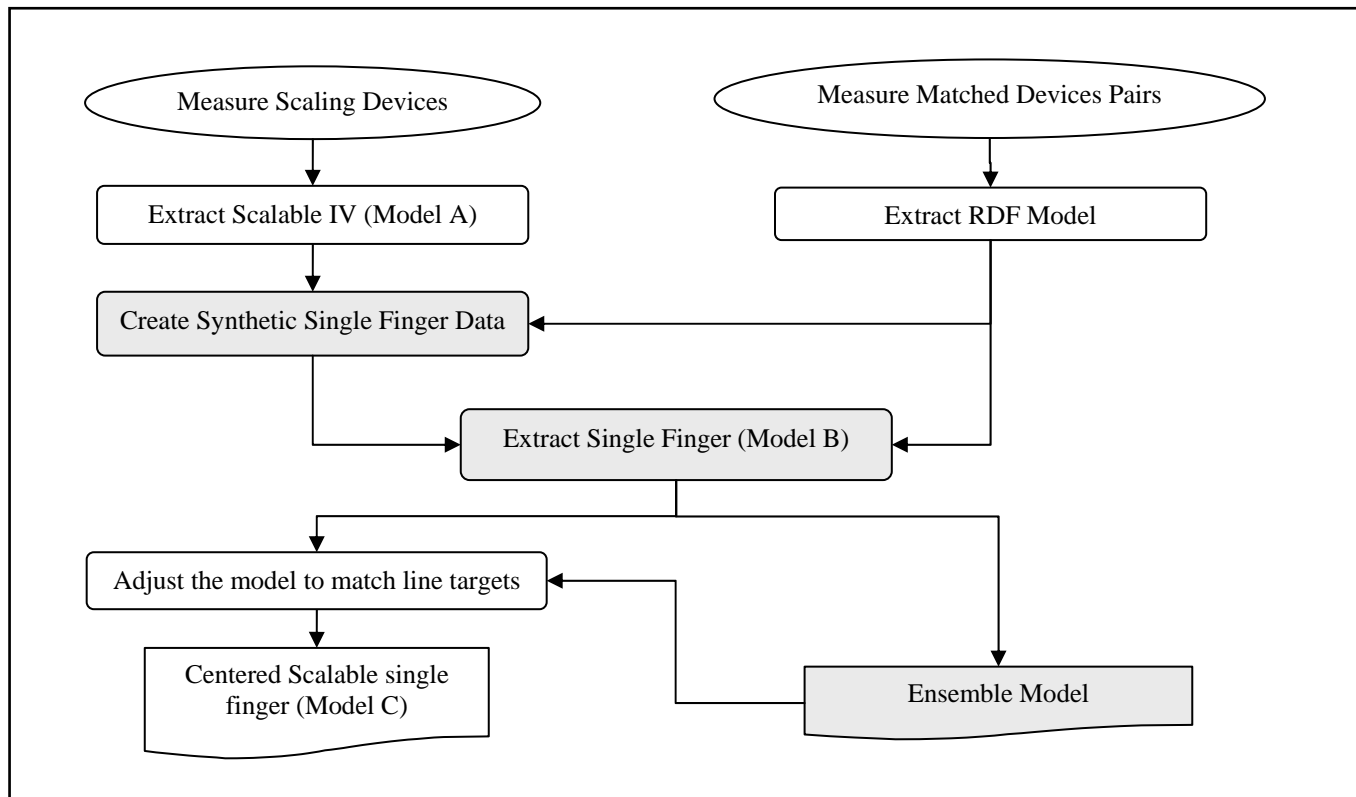 Measure Scaling Devices
Measure Matched Devices Pairs
Extract Scalable IV (Model A)
Extract RDF Model
Create Synthetic Single Finger Data
Extract Single Finger (Model B)
Adjust the model to match line targets
Centered Scalable single
finger (Model C)
Ensemble Model